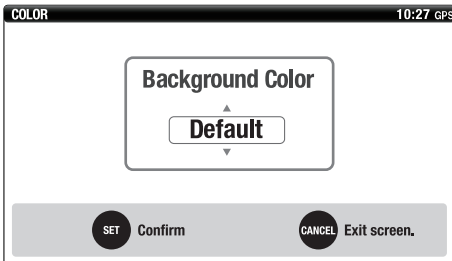 COLOR 10:27 GPS
Background Color
Default
SET Confirm CANCEL Exit screen.